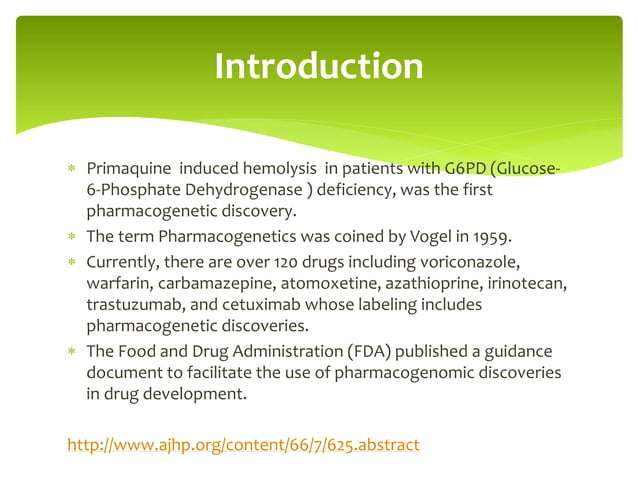 Introduction
* Primaquine induced hemolysis in patients with G6PD (Glucose-
6-Phosphate Dehydrogenase ) deficiency, was the first
pharmacogenetic discovery.
* The term Pharmacogenetics was coined by Vogel in 1959.
* Currently, there are over 120 drugs including voriconazole,
warfarin, carbamazepine, atomoxetine, azathioprine, irinotecan,
trastuzumab, and cetuximab whose labeling includes
pharmacogenetic discoveries.
* The Food and Drug Administration (FDA) published a guidance
document to facilitate the use of pharmacogenomic discoveries
in drug development.
http://www.ajhp.org/content/66/7/625.abstract